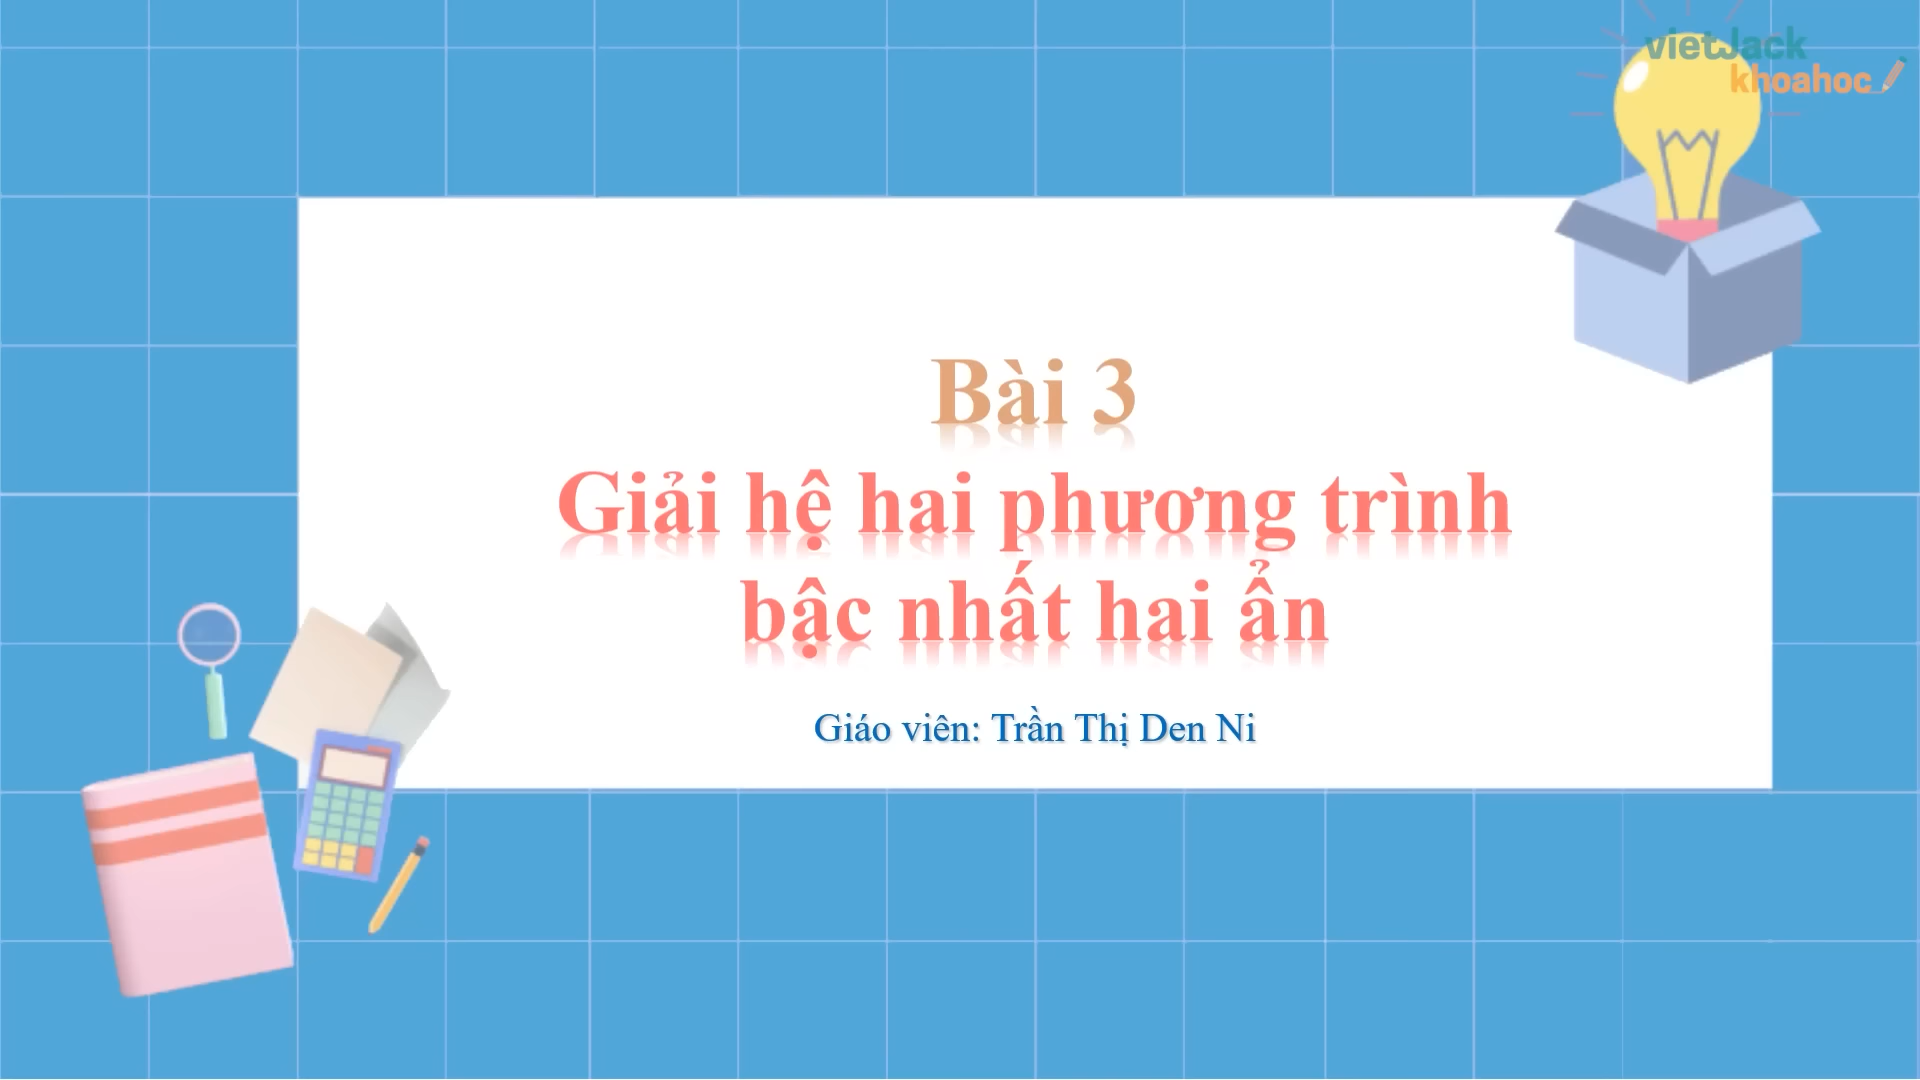 vietJack
khoahoc
Bài 3
Giải hệ hai phương trình
bậc nhất hai ẩn
Giáo viên: Trần Thị Den Ni